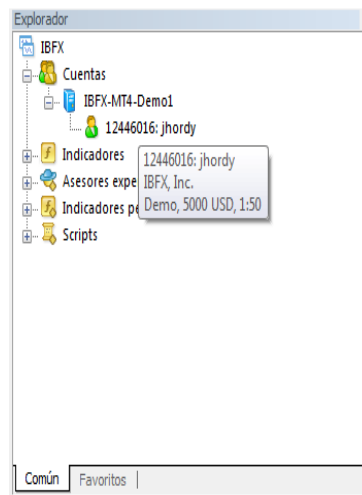 Explorador
IBFX
Cuentas
IBFX-MT4-Demo1
12446016: jhordy
Indicadores
12446016: jhordy
Asesores expe
IBFX, Inc.
Indicadores pe
Demo, 5000 USD, 1:50
Scripts
Común
Favoritos